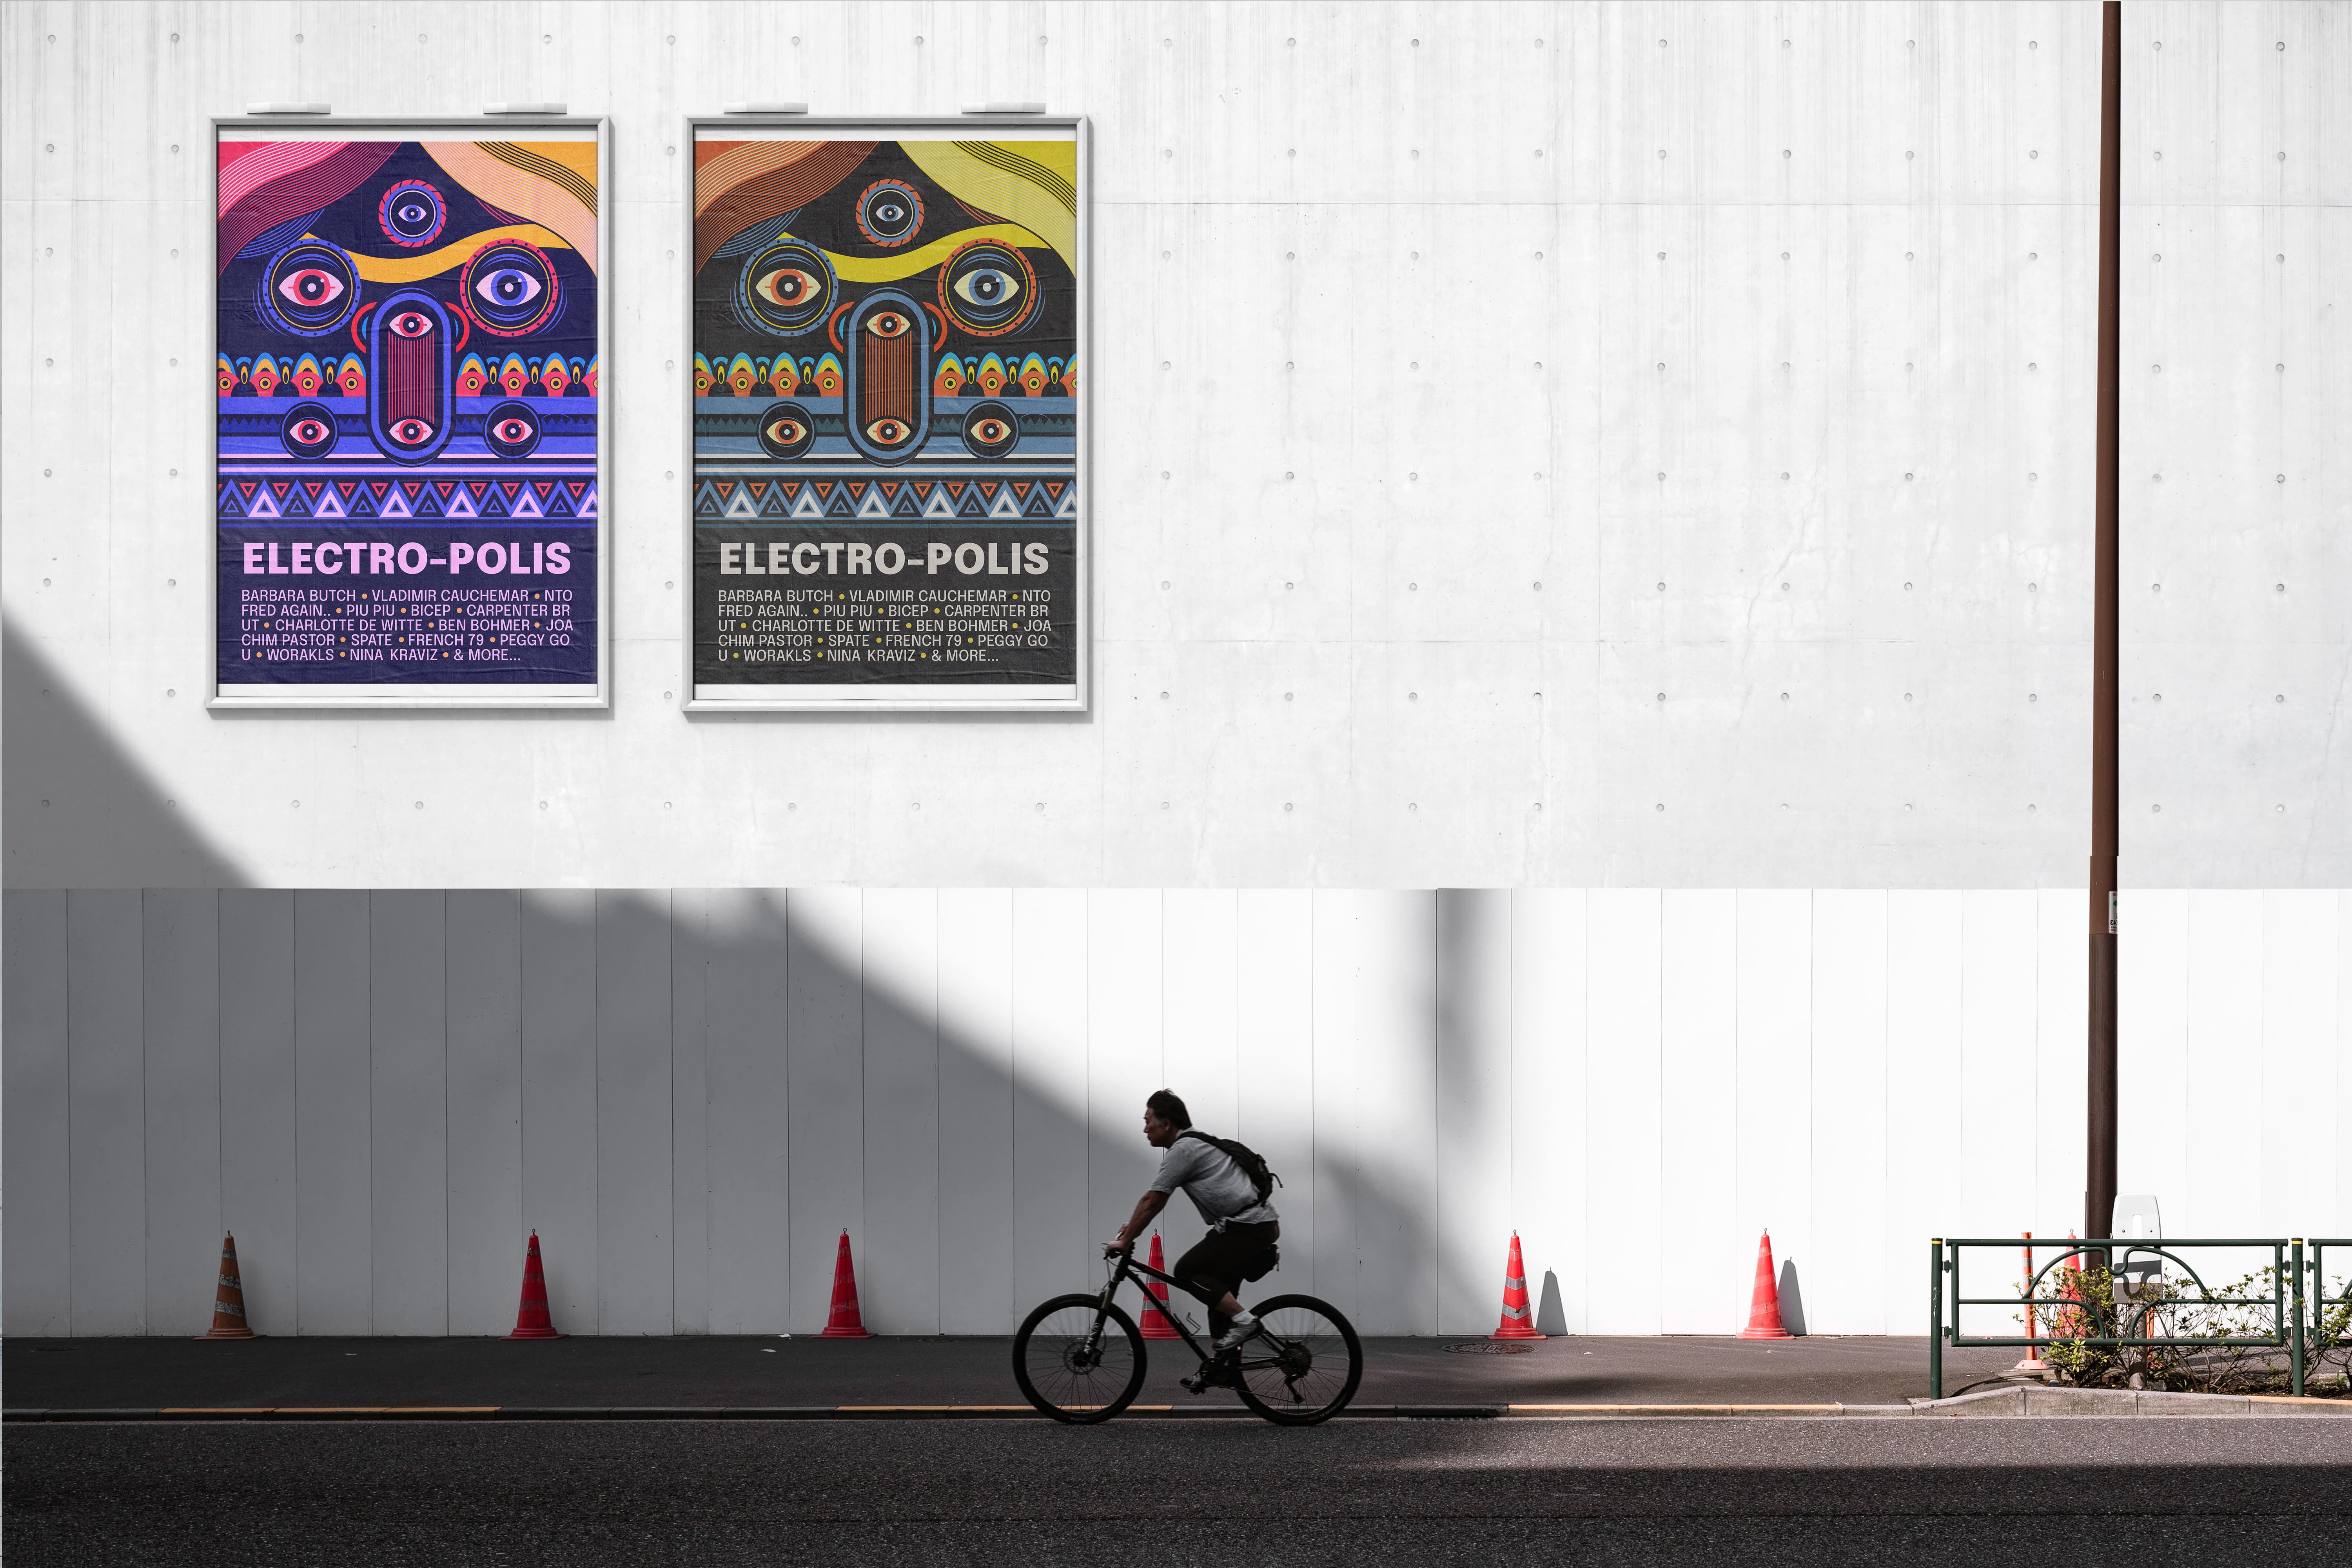 ELECTRO-POLIS
BARBARA BUTCH • VLADIMIR CAUCHEMAR • NTO
FRED AGAIN.. • PIU PIU • BICEP • CARPENTER BR
UT • CHARLOTTE DE WITTE • BEN BOHMER • JOA
CHIM PASTOR • SPATE • FRENCH 79 • PEGGY GO
U • WORAKLS • NINA KRAVIZ • & MORE...
ELECTRO-POLIS
BARBARA BUTCH • VLADIMIR CAUCHEMAR • NTO
FRED AGAIN.. • PIU PIU • BICEP • CARPENTER BR
UT • CHARLOTTE DE WITTE • BEN BOHMER • JOA
CHIM PASTOR • SPATE • FRENCH 79 • PEGGY GO
U • WORAKLS • NINA KRAVIZ • & MORE...